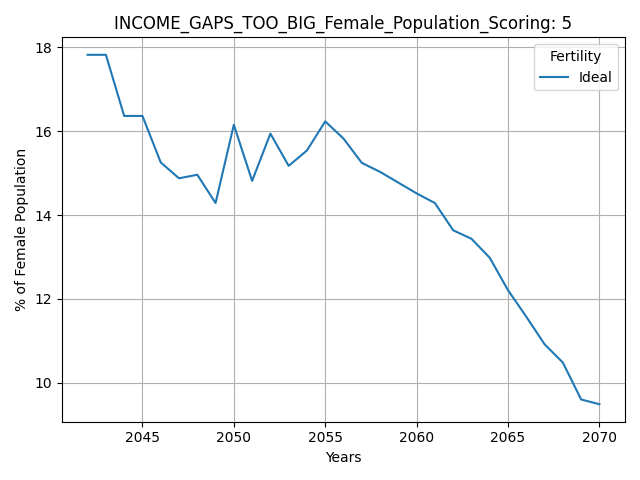 INCOME_GAPS_TOO_BIG_Female_Population_Scoring: 5
Fertility
Ideal
% of Female Population
18
16
14
12
10
2045 2050 2055 2060 2065 2070
Years